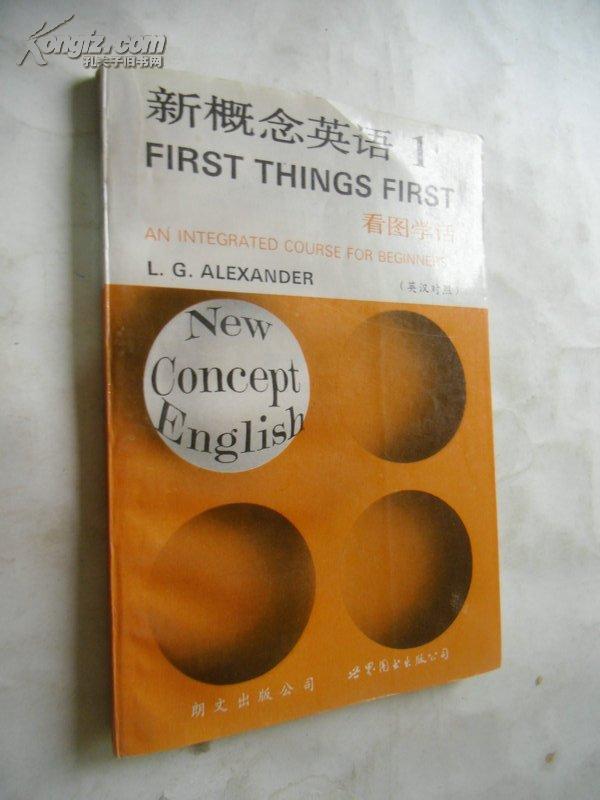 Kongfz.com
孔夫子旧书网
新概念英语 1
FIRST THINGS FIRST
看图学话
AN INTEGRATED COURSE FOR BEGINNERS
L. G. ALEXANDER
(英汉对照)
New
Concept
English
朗文出版公司 世界图书出版公司